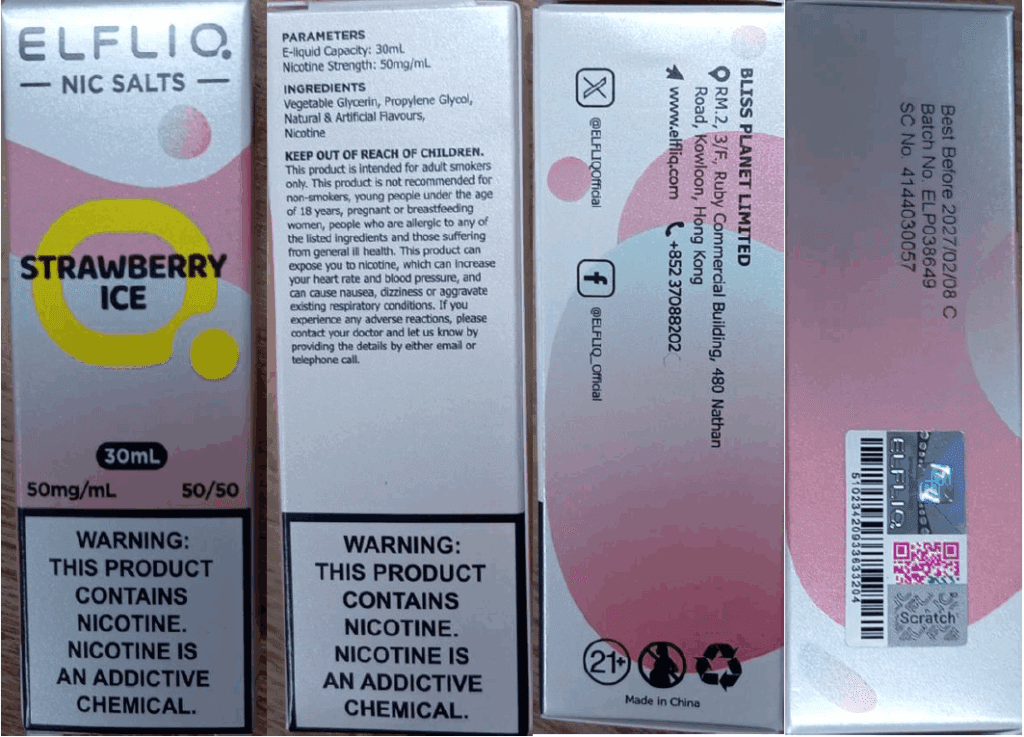 ELFLIQ.
NIC SALTS
STRAWBERRY
ICE
30mL
50mg/mL 50/50
WARNING:
THIS PRODUCT
CONTAINS
NICOTINE.
NICOTINE IS
AN ADDICTIVE
CHEMICAL.
PARAMETERS
E-liquid Capacity: 30mL
Nicotine Strength: 50mg/mL
INGREDIENTS
Vegetable Glycerin, Propylene Glycol,
Natural & Artificial Flavours,
Nicotine
KEEP OUT OF REACH OF CHILDREN.
This product is intended for adult smokers
only. This product is not recommended for
non-smokers, young people under the age
of 18 years, pregnant or breastfeeding
women, people who are allergic to any of
the listed ingredients and those suffering
from general ill health. This product can
expose you to nicotine, which can increase
your heart rate and blood pressure, and
can cause nausea, dizziness or aggravate
existing respiratory conditions. If you
experience any adverse reactions, please
contact your doctor and let us know by
providing the details by either email or
telephone call.
WARNING:
THIS PRODUCT
CONTAINS
NICOTINE.
NICOTINE IS
AN ADDICTIVE
CHEMICAL.
BLISS PLANET LIMITED
RM.2, 3/F, Ruby Commercial Building, 480 Nathan
Road, Kowloon, Hong Kong
www.elfliq.com +852 37088202
@ELFLIQOfficial @ELFLIQ_Official
21+
Made in China
Best Before 2027/02/08 C
Batch No. ELP038649
SC No. 4144030057
ELFLIQ.
Scratch
5102342093363204